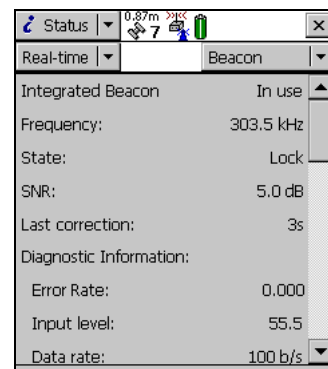 Status 0.87m 7
Real-time Beacon
Integrated Beacon In use
Frequency: 303.5 kHz
State: Lock
SNR: 5.0 dB
Last correction: 3s
Diagnostic Information:
Error Rate: 0.000
Input level: 55.5
Data rate: 100 b/s